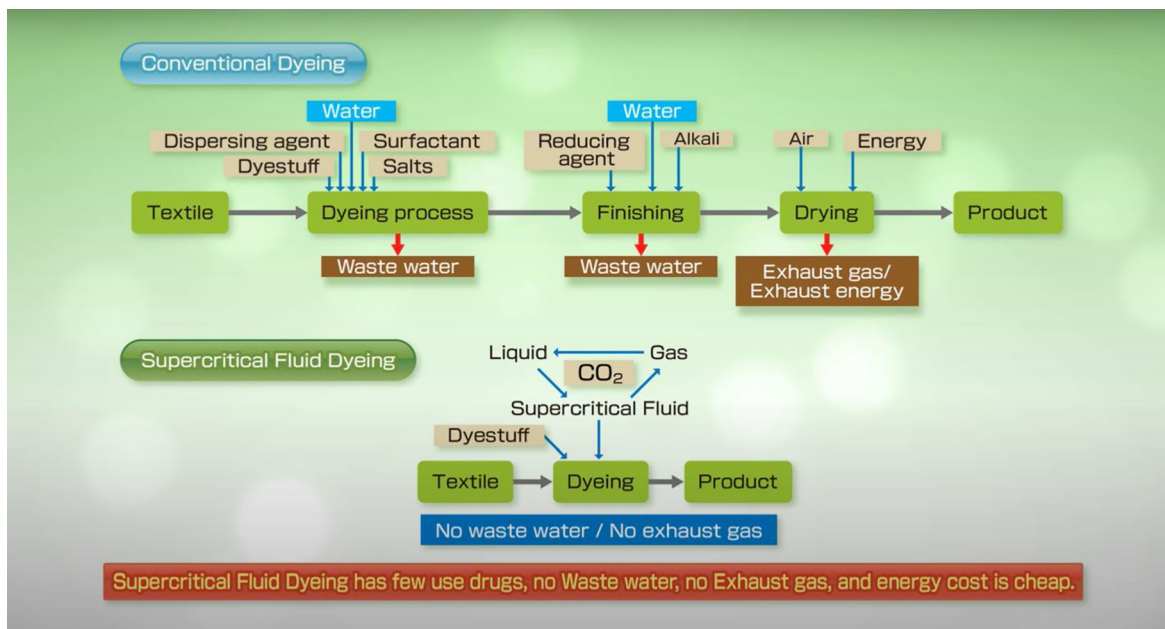 Conventional Dyeing
Water
Water
Dispersing agent
Surfactant
Reducing
agent
Alkali
Air
Energy
Dyestuff
Salts
Textile
Dyeing process
Finishing
Drying
Product
Waste water
Waste water
Exhaust gas/
Exhaust energy
Supercritical Fluid Dyeing
Liquid
Gas
CO₂
Supercritical Fluid
Dyestuff
Textile
Dyeing
Product
No waste water / No exhaust gas
Supercritical Fluid Dyeing has few use drugs, no Waste water, no Exhaust gas, and energy cost is cheap.